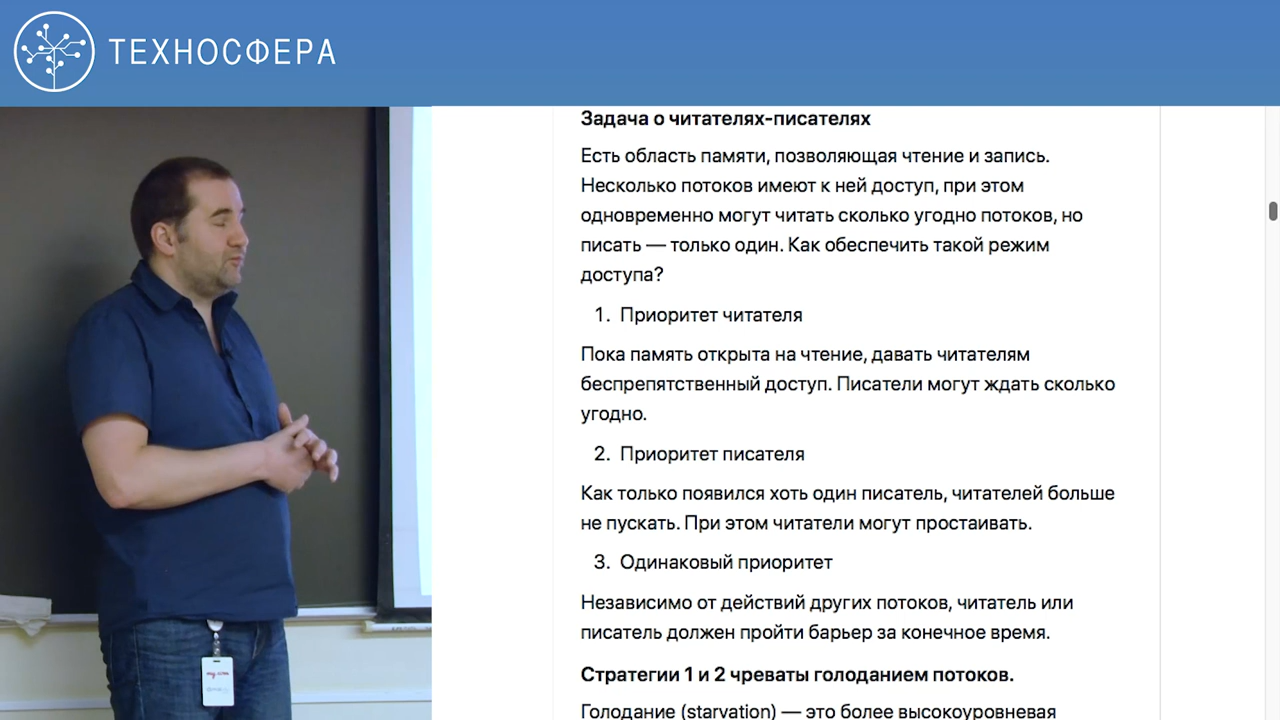 ТЕХНОСФЕРА
Задача о читателях-писателях
Есть область памяти, позволяющая чтение и запись.
Несколько потоков имеют к ней доступ, при этом
одновременно могут читать сколько угодно потоков, но
писать — только один. Как обеспечить такой режим
доступа?
1. Приоритет читателя
Пока память открыта на чтение, давать читателям
беспрепятственный доступ. Писатели могут ждать сколько
угодно.
2. Приоритет писателя
Как только появился хоть один писатель, читателей больше
не пускать. При этом читатели могут простаивать.
3. Одинаковый приоритет
Независимо от действий других потоков, читатель или
писатель должен пройти барьер за конечное время.
Стратегии 1 и 2 чреваты голоданием потоков.
Голодание (starvation) — это более высокоуровневая